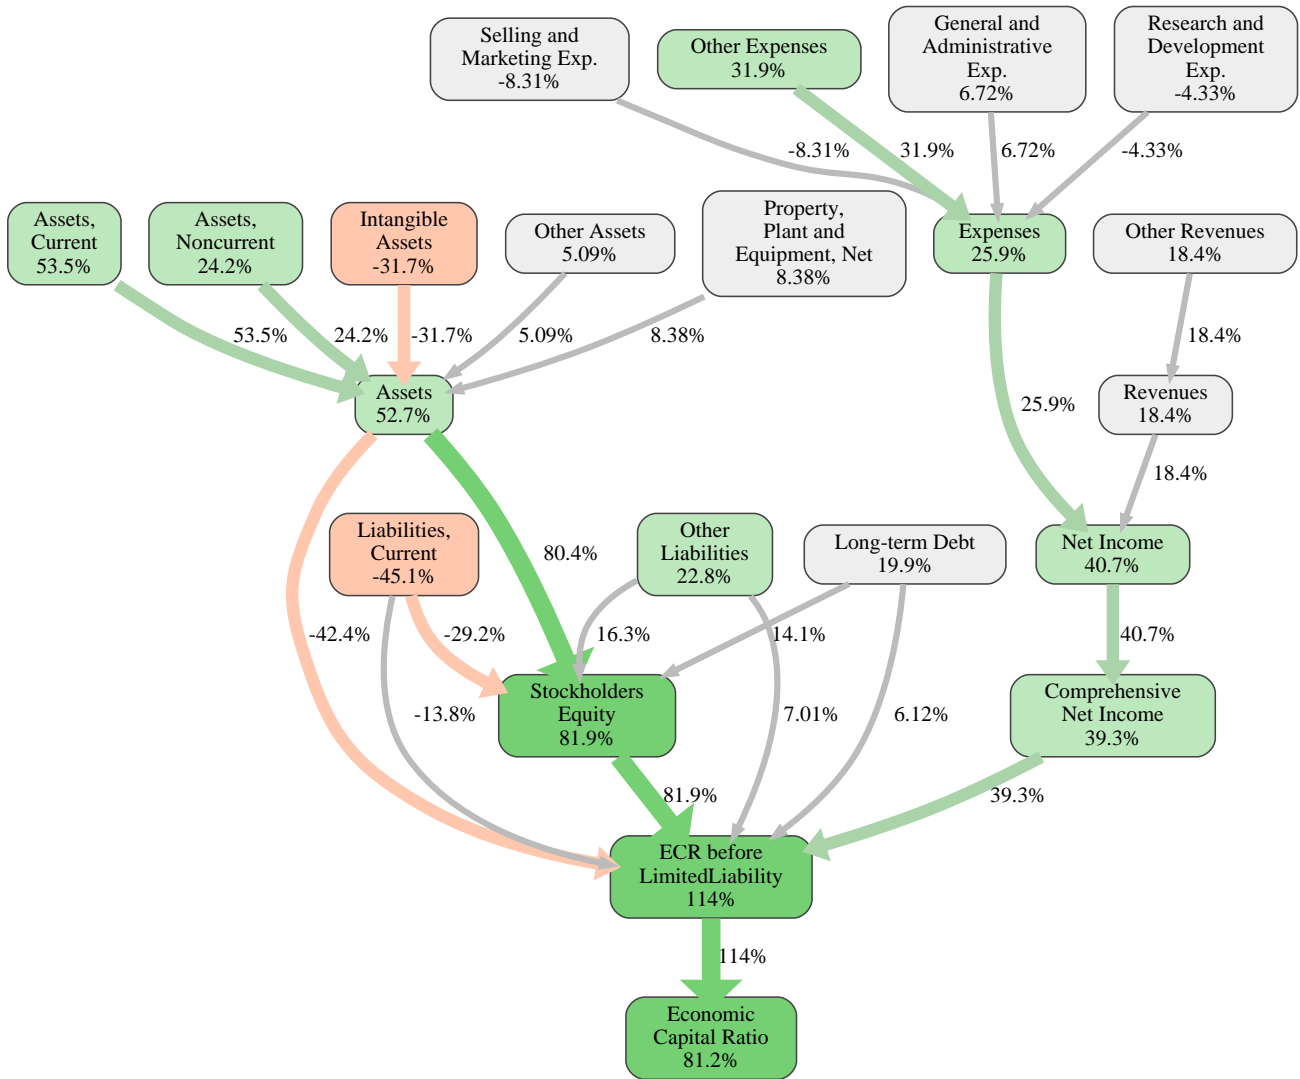 Selling and
Marketing Exp.
-8.31%
Other Expenses
31.9%
General and
Administrative
Exp.
6.72%
Research and
Development
Exp.
-4.33%
-8.31%
31.9%
6.72%
-4.33%
Assets,
Current
53.5%
Assets,
Noncurrent
24.2%
Intangible
Assets
-31.7%
Other Assets
5.09%
Property,
Plant and
Equipment, Net
8.38%
Expenses
25.9%
Other Revenues
18.4%
53.5%
24.2%
-31.7%
5.09%
8.38%
18.4%
Assets
52.7%
25.9%
Revenues
18.4%
18.4%
Liabilities,
Current
-45.1%
80.4%
Other
Liabilities
22.8%
Long-term Debt
19.9%
Net Income
40.7%
-42.4%
-29.2%
16.3%
14.1%
40.7%
-13.8%
Stockholders
Equity
81.9%
7.01%
6.12%
Comprehensive
Net Income
39.3%
81.9%
39.3%
ECR before
LimitedLiability
114%
114%
Economic
Capital Ratio
81.2%